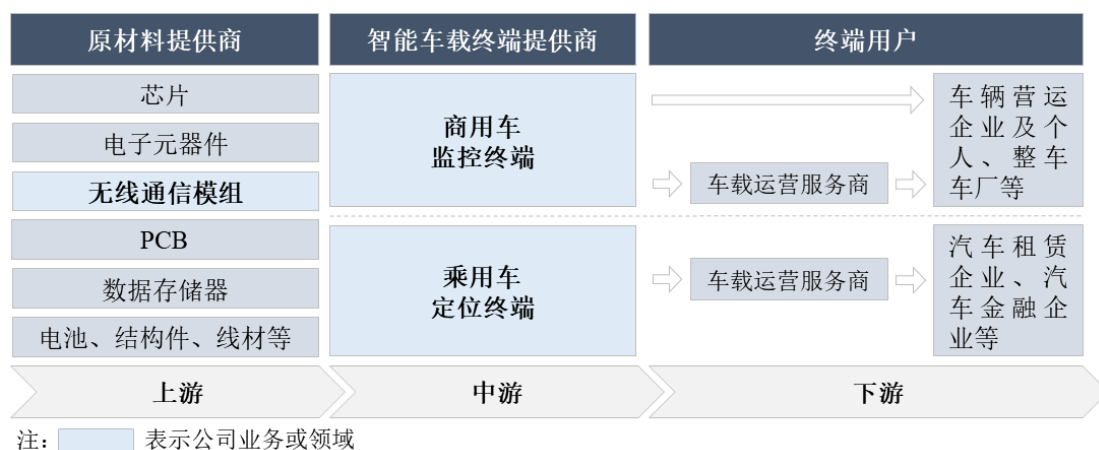 原材料提供商
智能车载终端提供商
终端用户
芯片
电子元器件
无线通信模组
PCB
数据存储器
电池、结构件、线材等
商用车
监控终端
乘用车
定位终端
车载运营服务商
车辆营运
企业及个
人、整车
车厂等
车载运营服务商
汽车租赁
企业、汽
车金融企
业等
上游
中游
下游
注：
表示公司业务或领域